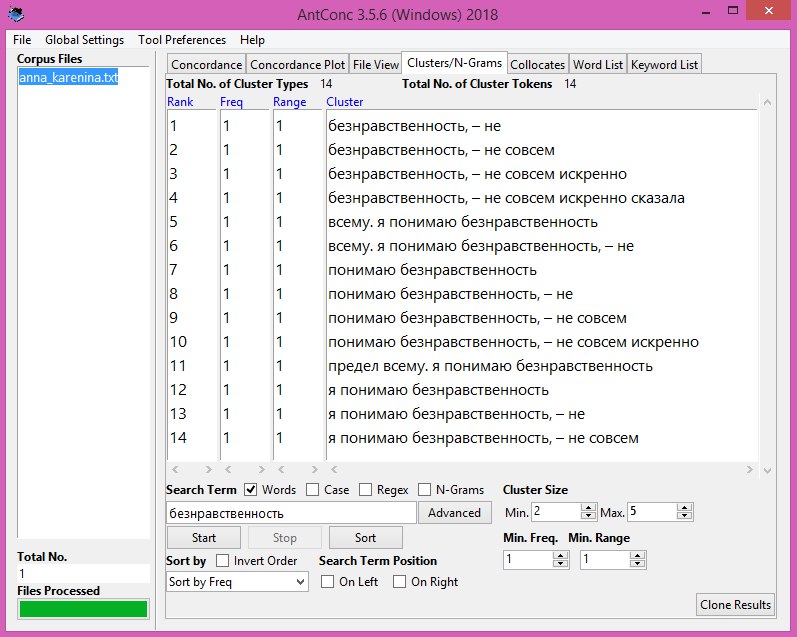 AntConc 3.5.6 (Windows) 2018
File Global Settings Tool Preferences Help
Corpus Files
anna_karenina.txt
Concordance Concordance Plot File View Clusters/N-Grams Collocates Word List Keyword List
Total No. of Cluster Types 14 Total No. of Cluster Tokens 14
Rank Freq Range Cluster
1 1 1 безнравственность, – не
2 1 1 безнравственность, – не совсем
3 1 1 безнравственность, – не совсем искренно
4 1 1 безнравственность, – не совсем искренно сказала
5 1 1 всему. я понимаю безнравственность
6 1 1 всему. я понимаю безнравственность, – не
7 1 1 понимаю безнравственность
8 1 1 понимаю безнравственность, – не
9 1 1 понимаю безнравственность, – не совсем
10 1 1 понимаю безнравственность, – не совсем искренно
11 1 1 предел всему. я понимаю безнравственность
12 1 1 я понимаю безнравственность
13 1 1 я понимаю безнравственность, – не
14 1 1 я понимаю безнравственность, – не совсем
Search Term Words Case Regex N-Grams Cluster Size
безнравственность Advanced Min. 2 Max. 5
Start Stop Sort Min. Freq. Min. Range
Sort by Invert Order Search Term Position 1 1
Sort by Freq On Left On Right
Total No.
1
Files Processed
Clone Results